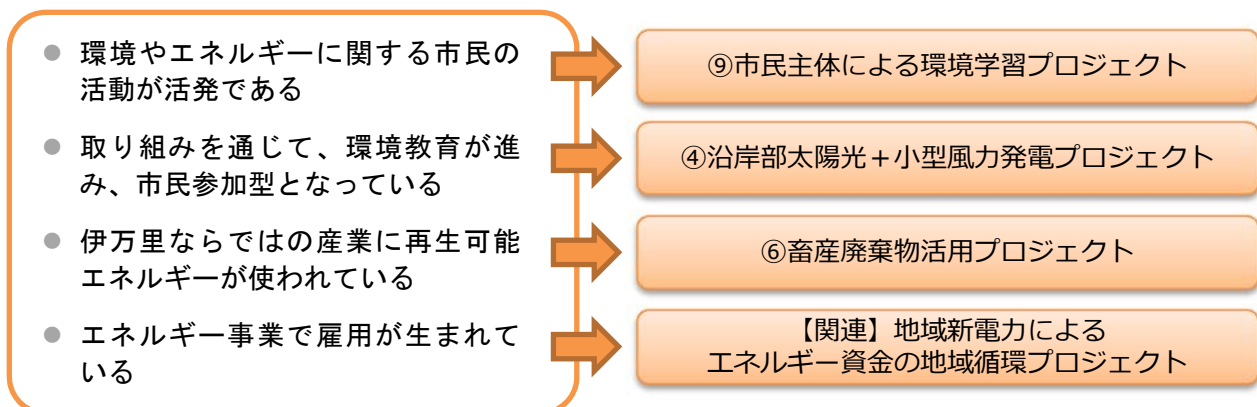 ● 環境やエネルギーに関する市民の
活動が活発である
⑨市民主体による環境学習プロジェクト
● 取り組みを通じて、環境教育が進
み、市民参加型となっている
④沿岸部太陽光＋小型風力発電プロジェクト
● 伊万里ならではの産業に再生可能
エネルギーが使われている
⑥畜産廃棄物活用プロジェクト
● エネルギー事業で雇用が生まれて
いる
【関連】地域新電力による
エネルギー資金の地域循環プロジェクト